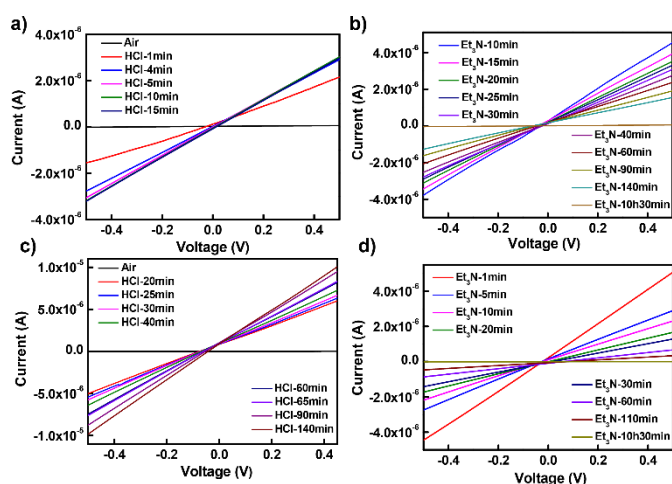 a)
Current (A)
4.0x10⁻⁶
2.0x10⁻⁶
0.0
-2.0x10⁻⁶
-4.0x10⁻⁶
Air
HCl-1min
HCl-4min
HCl-5min
HCl-10min
HCl-15min
-0.4 -0.2 0.0 0.2 0.4
Voltage (V)
b)
Current (A)
4.0x10⁻⁶
2.0x10⁻⁶
0.0
-2.0x10⁻⁶
-4.0x10⁻⁶
Et₃N-10min
Et₃N-15min
Et₃N-20min
Et₃N-25min
Et₃N-30min
Et₃N-40min
Et₃N-60min
Et₃N-90min
Et₃N-140min
Et₃N-10h30min
-0.4 -0.2 0.0 0.2 0.4
Voltage (V)
c)
Current (A)
1.0x10⁻⁵
5.0x10⁻⁶
0.0
-5.0x10⁻⁶
-1.0x10⁻⁵
Air
HCl-20min
HCl-25min
HCl-30min
HCl-40min
HCl-60min
HCl-65min
HCl-90min
HCl-140min
-0.4 -0.2 0.0 0.2 0.4
Voltage (V)
d)
Current (A)
4.0x10⁻⁶
2.0x10⁻⁶
0.0
-2.0x10⁻⁶
-4.0x10⁻⁶
Et₃N-1min
Et₃N-5min
Et₃N-10min
Et₃N-20min
Et₃N-30min
Et₃N-60min
Et₃N-110min
Et₃N-10h30min
-0.4 -0.2 0.0 0.2 0.4
Voltage (V)